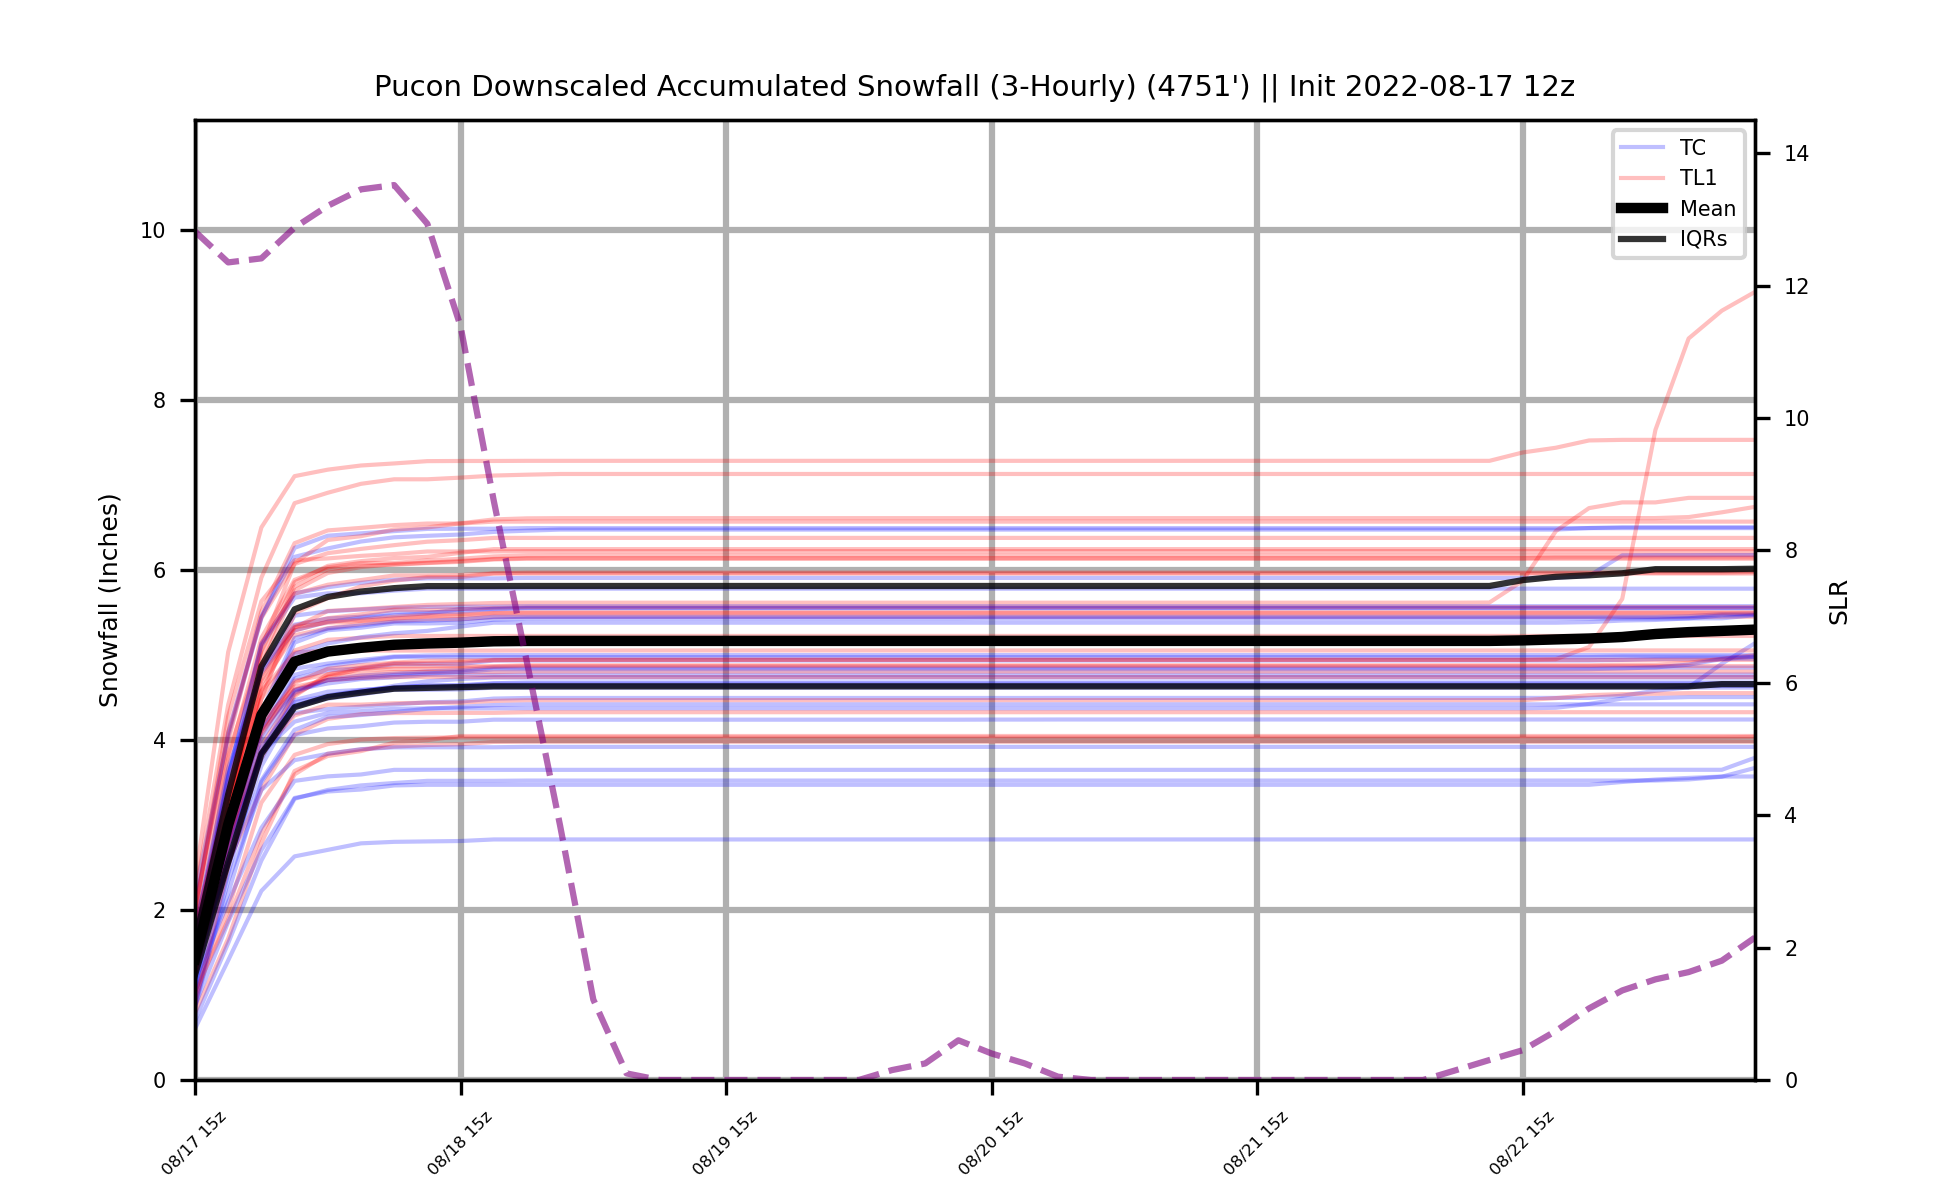 Pucon Downscaled Accumulated Snowfall (3-Hourly) (4751') || Init 2022-08-17 12z
TC
TL1
Mean
IQRs
Snowfall (Inches)
10
8
6
4
2
0
14
12
10
8
6
4
2
0
SLR
08/17 15z
08/18 15z
08/19 15z
08/20 15z
08/21 15z
08/22 15z